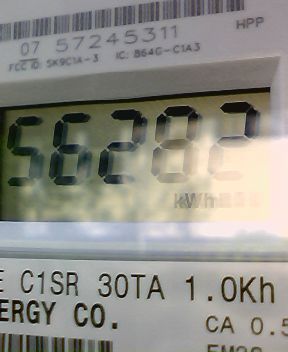 HPP
07 57245311
FCC ID: SK9C1A-3 IC: 864G-C1A3
56282
kWh
E C1SR 30TA 1.0Kh
ERGY CO.
CA 0.5